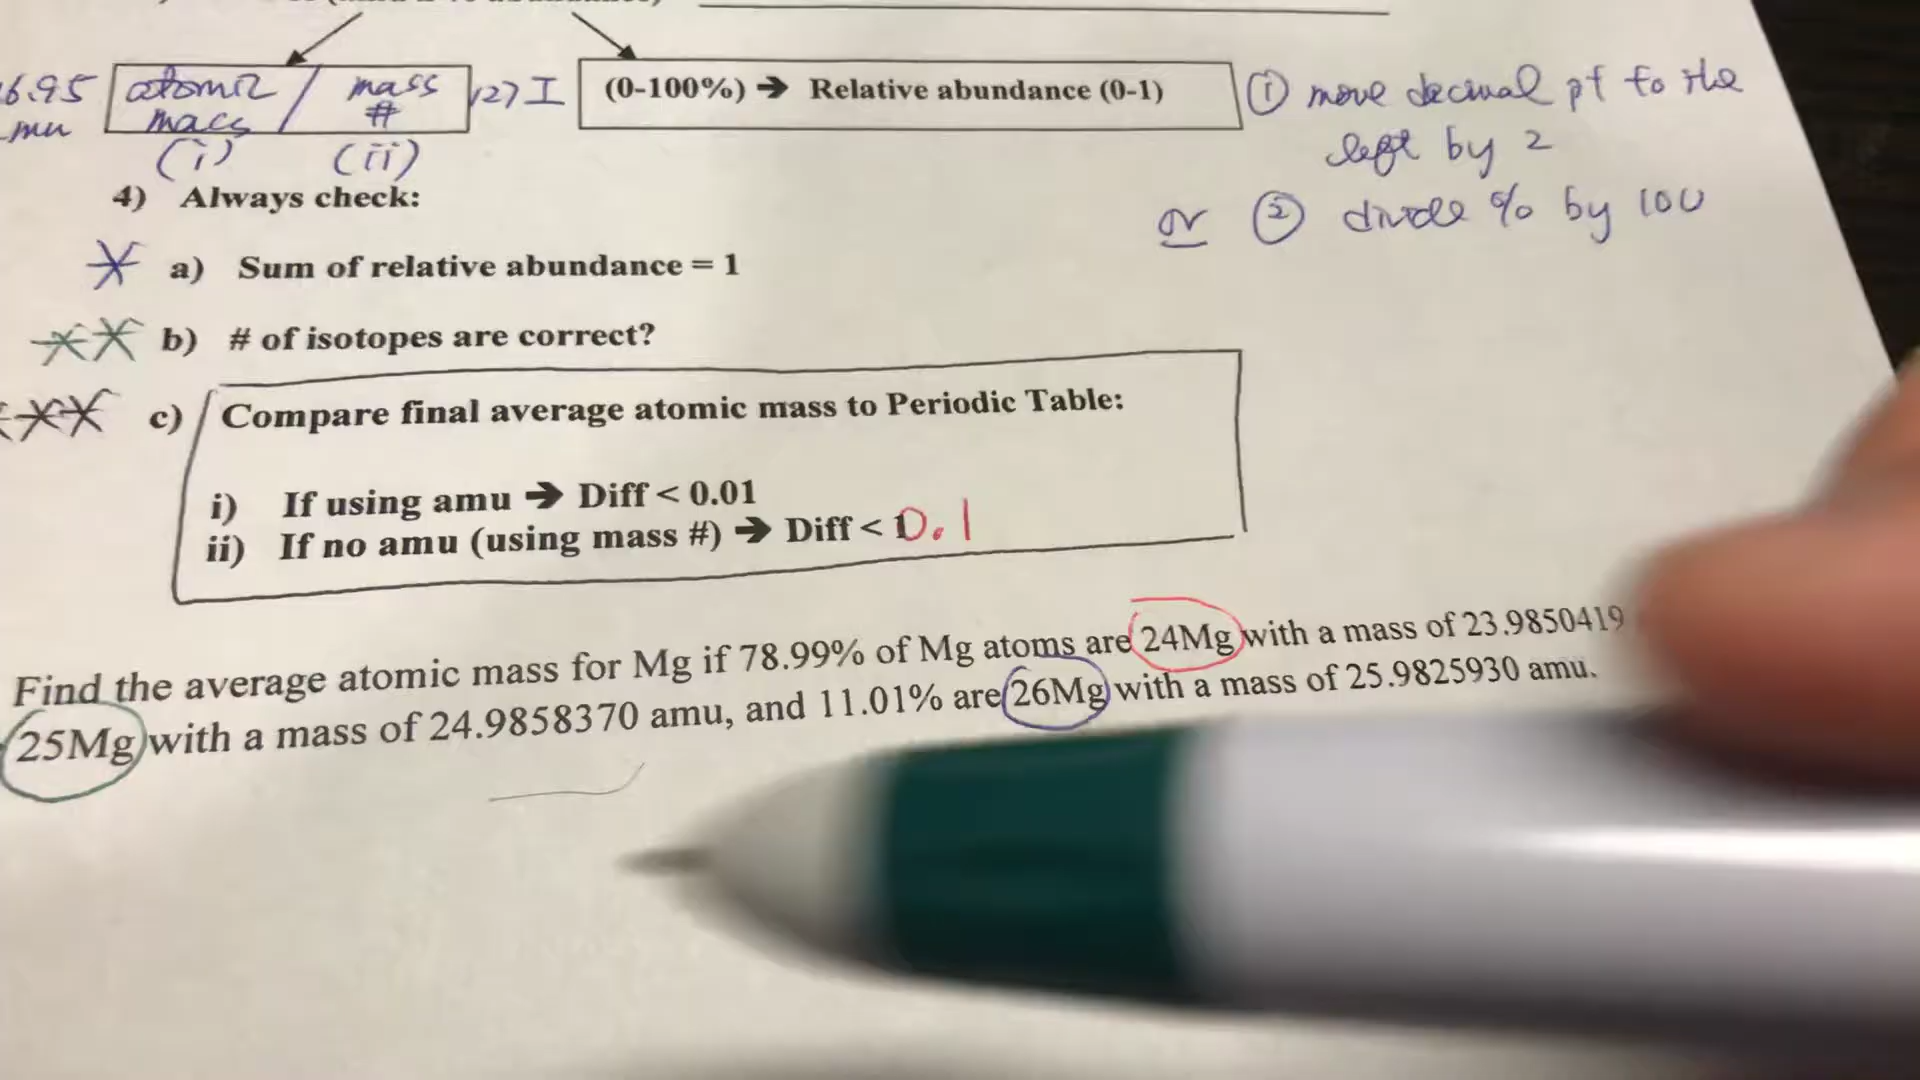 6.95 atomic / mass 127 I (0-100%) ➔ Relative abundance (0-1) ① move decimal pt to the
mass #
left by 2
(i) (ii)
4) Always check:
or ② divide % by 100
a) Sum of relative abundance = 1
b) # of isotopes are correct?
c) Compare final average atomic mass to Periodic Table:
i) If using amu ➔ Diff < 0.01
ii) If no amu (using mass #) ➔ Diff < 0.1
Find the average atomic mass for Mg if 78.99% of Mg atoms are 24Mg with a mass of 23.9850419
25Mg with a mass of 24.9858370 amu, and 11.01% are 26Mg with a mass of 25.9825930 amu.